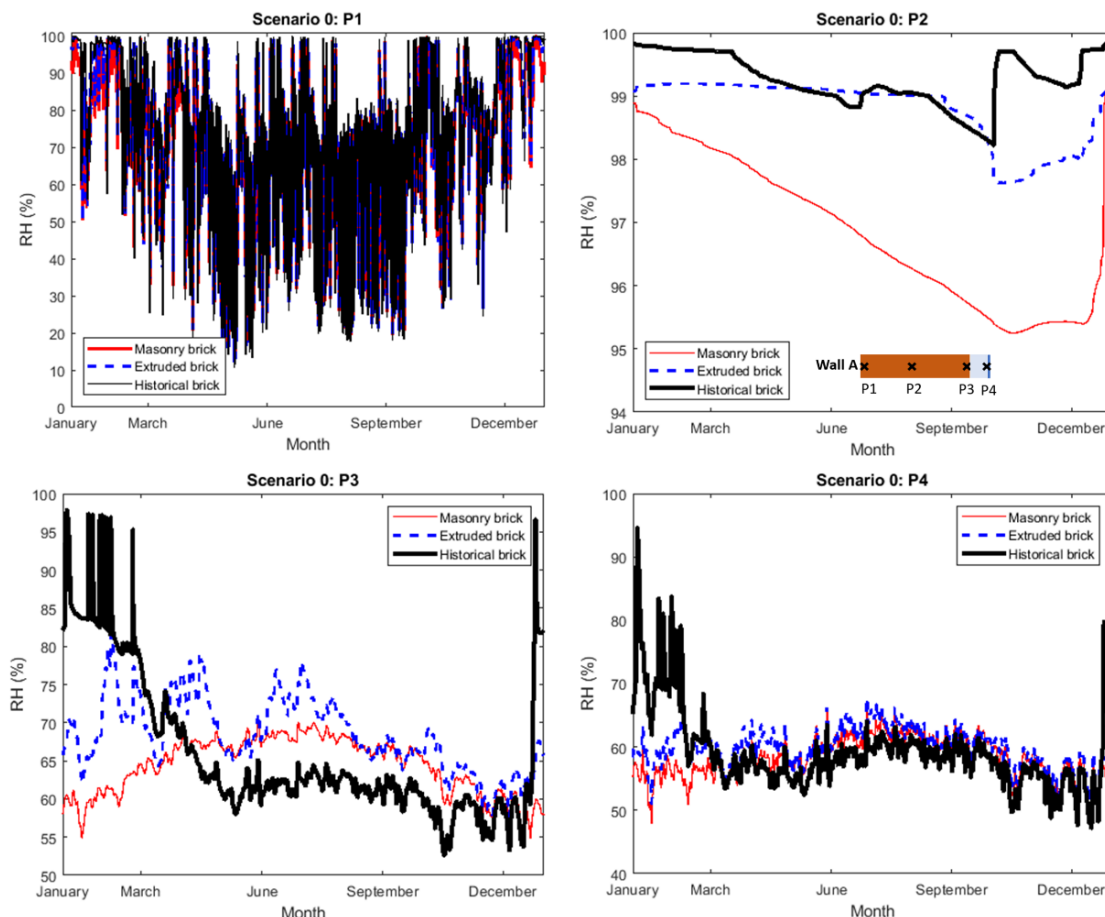 Scenario 0: P1
100
90
80
70
60
50
40
30
20
10
0
RH (%)
Masonry brick
Extruded brick
Historical brick
January March June September December
Month
Scenario 0: P2
100
99
98
97
96
95
94
RH (%)
Masonry brick
Extruded brick
Historical brick
Wall A
P1 P2 P3 P4
January March June September December
Month
Scenario 0: P3
100
95
90
85
80
75
70
65
60
55
50
RH (%)
Masonry brick
Extruded brick
Historical brick
January March June September December
Month
Scenario 0: P4
100
90
80
70
60
50
40
RH (%)
Masonry brick
Extruded brick
Historical brick
January March June September December
Month